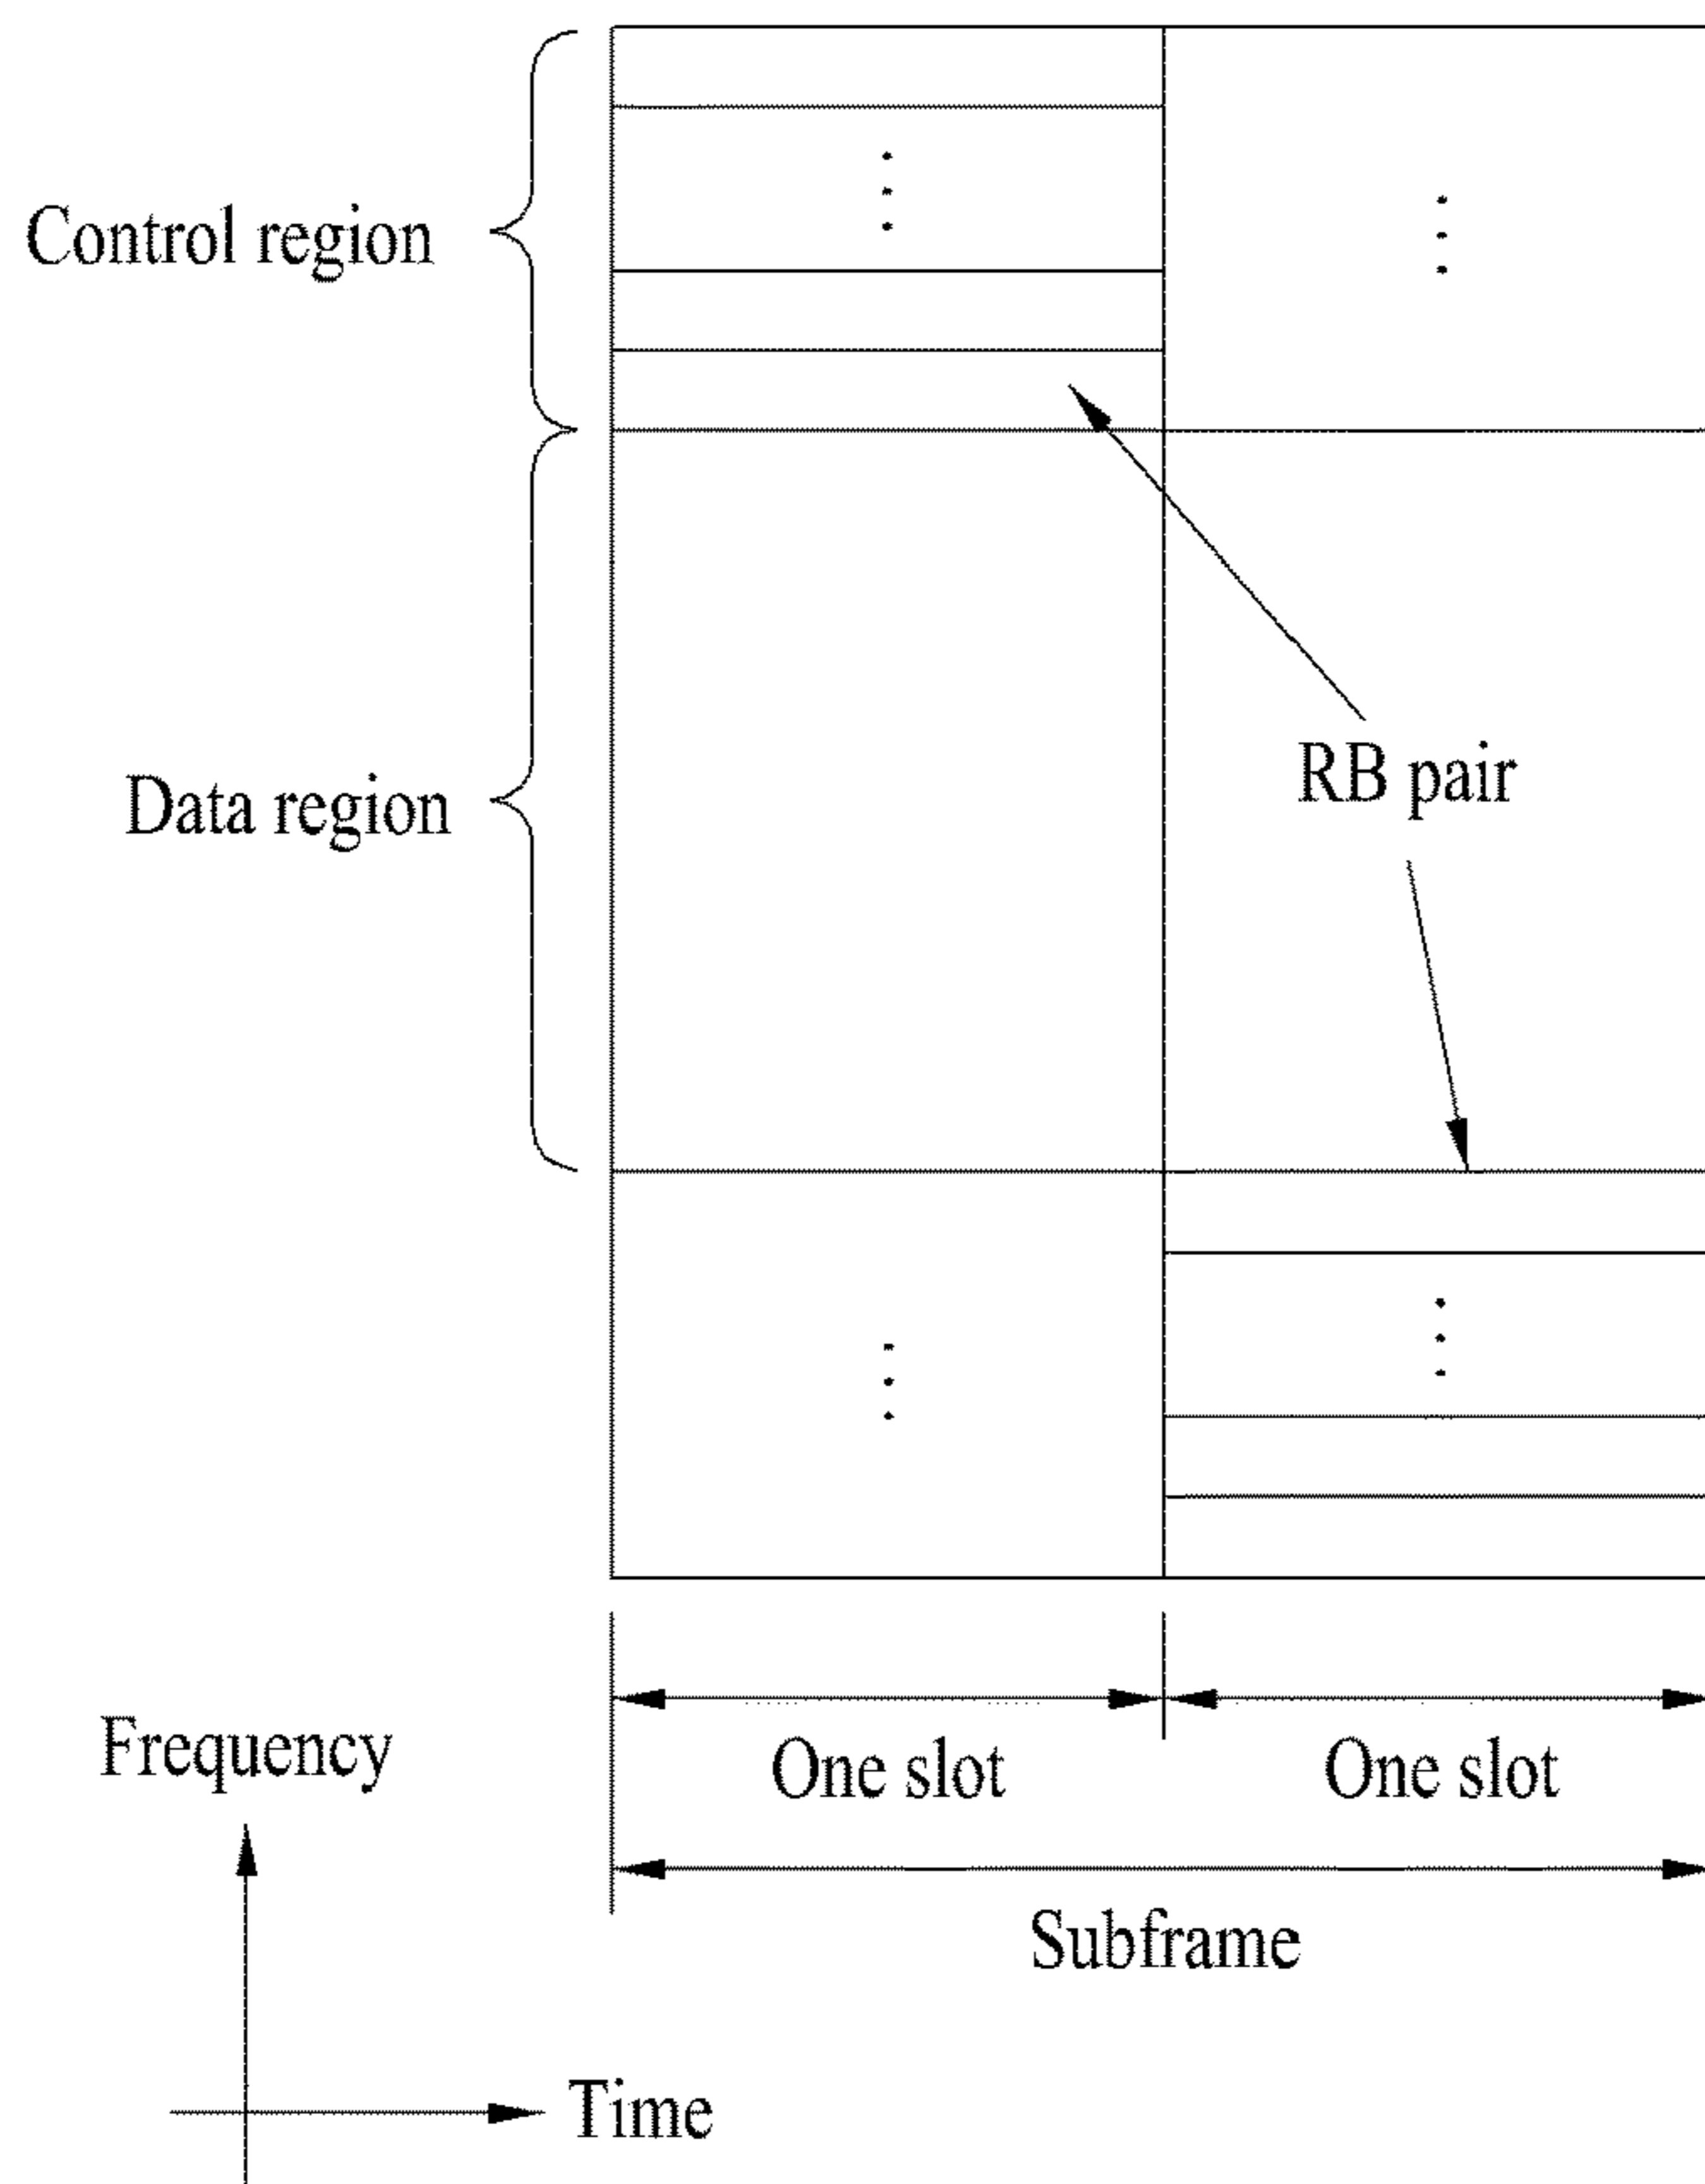 Control region
RB pair
Data region
One slot
One slot
Frequency
Subframe
Time